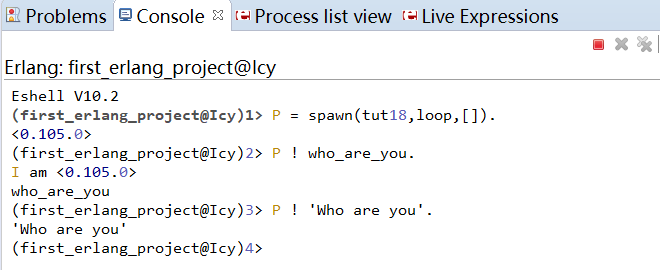 Problems Console Process list view Live Expressions
Erlang: first_erlang_project@Icy
Eshell V10.2
(first_erlang_project@Icy)1> P = spawn(tut18,loop,[]).
<0.105.0>
(first_erlang_project@Icy)2> P ! who_are_you.
I am <0.105.0>
who_are_you
(first_erlang_project@Icy)3> P ! 'Who are you'.
'Who are you'
(first_erlang_project@Icy)4>